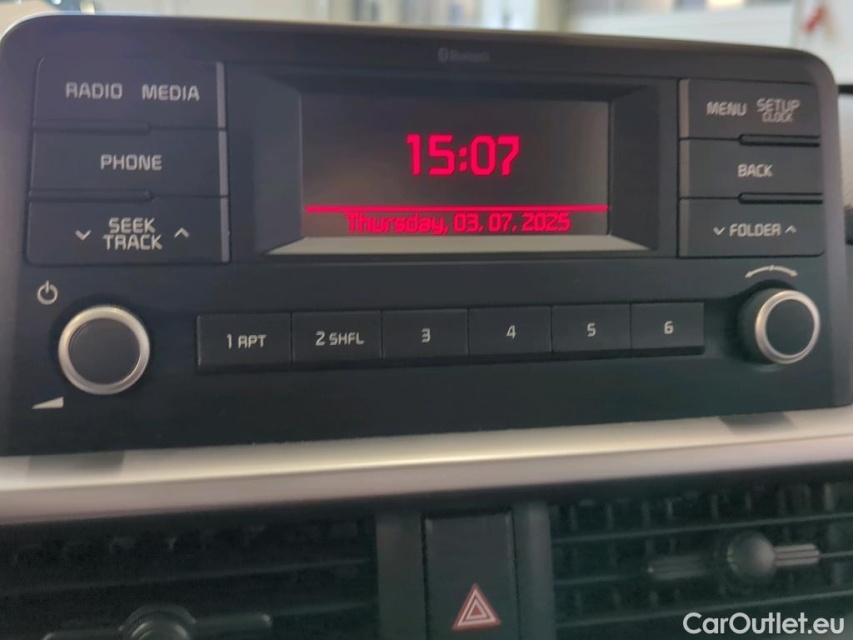 Bluetooth
RADIO MEDIA
PHONE
SEEK
TRACK
15:07
Thursday, 03.07.2025
MENU SETUP
CLOCK
BACK
FOLDER
1 APT 2 SHFL 3 4 5 6
CarOutlet.eu